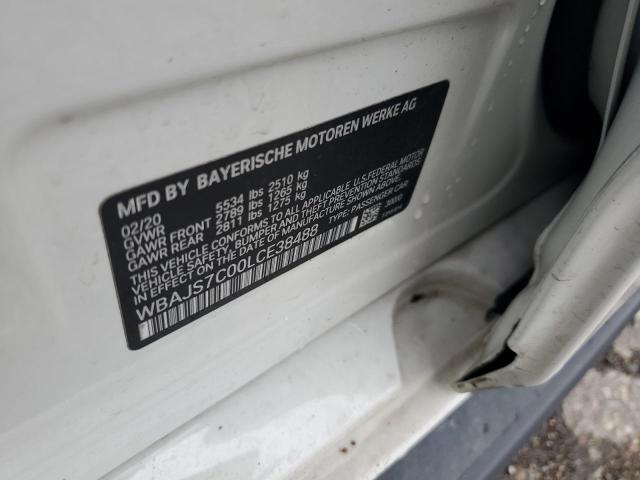 MFD BY BAYERISCHE MOTOREN WERKE AG
02/20
GVWR 5534 lbs 2510 kg
GAWR FRONT 2789 lbs 1265 kg
GAWR REAR 2811 lbs 1275 kg
THIS VEHICLE CONFORMS TO ALL APPLICABLE U.S.FEDERAL MOTOR
VEHICLE SAFETY, BUMPER AND THEFT PREVENTION STANDARDS IN
EFFECT ON THE DATE OF MANUFACTURE SHOWN ABOVE.
TYPE: PASSENGER CAR
WBAJS7C00LCE38488